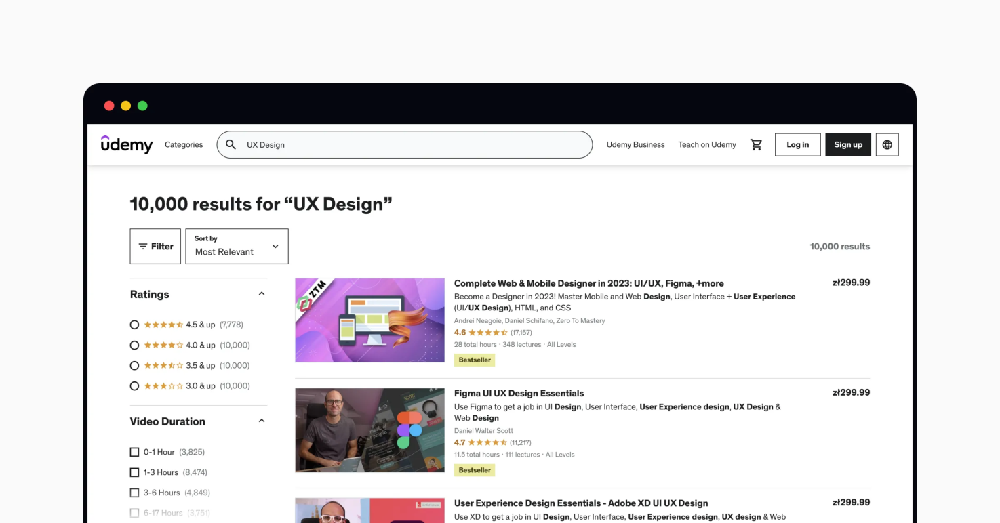 udemy
Categories
UX Design
Udemy Business
Teach on Udemy
Log in
Sign up
10,000 results for “UX Design”
Filter
Sort by
Most Relevant
10,000 results
Ratings
4.5 & up (7,778)
4.0 & up (10,000)
3.5 & up (10,000)
3.0 & up (10,000)
Video Duration
0-1 Hour (3,825)
1-3 Hours (8,474)
3-6 Hours (4,849)
6-17 Hours (3,751)
ZTM
Complete Web & Mobile Designer in 2023: UI/UX, Figma, +more
zł299.99
Become a Designer in 2023! Master Mobile and Web Design, User Interface + User Experience
(UI/UX Design), HTML, and CSS
Andrei Neagoie, Daniel Schifano, Zero To Mastery
4.6 (17,157)
28 total hours · 348 lectures · All Levels
Bestseller
SCOTT
Figma UI UX Design Essentials
zł299.99
Use Figma to get a job in UI Design, User Interface, User Experience design, UX Design &
Web Design
Daniel Walter Scott
4.7 (11,217)
11.5 total hours · 111 lectures · All Levels
Bestseller
User Experience Design Essentials - Adobe XD UI UX Design
zł299.99
Use XD to get a job in UI Design, User Interface, User Experience design, UX design & Web